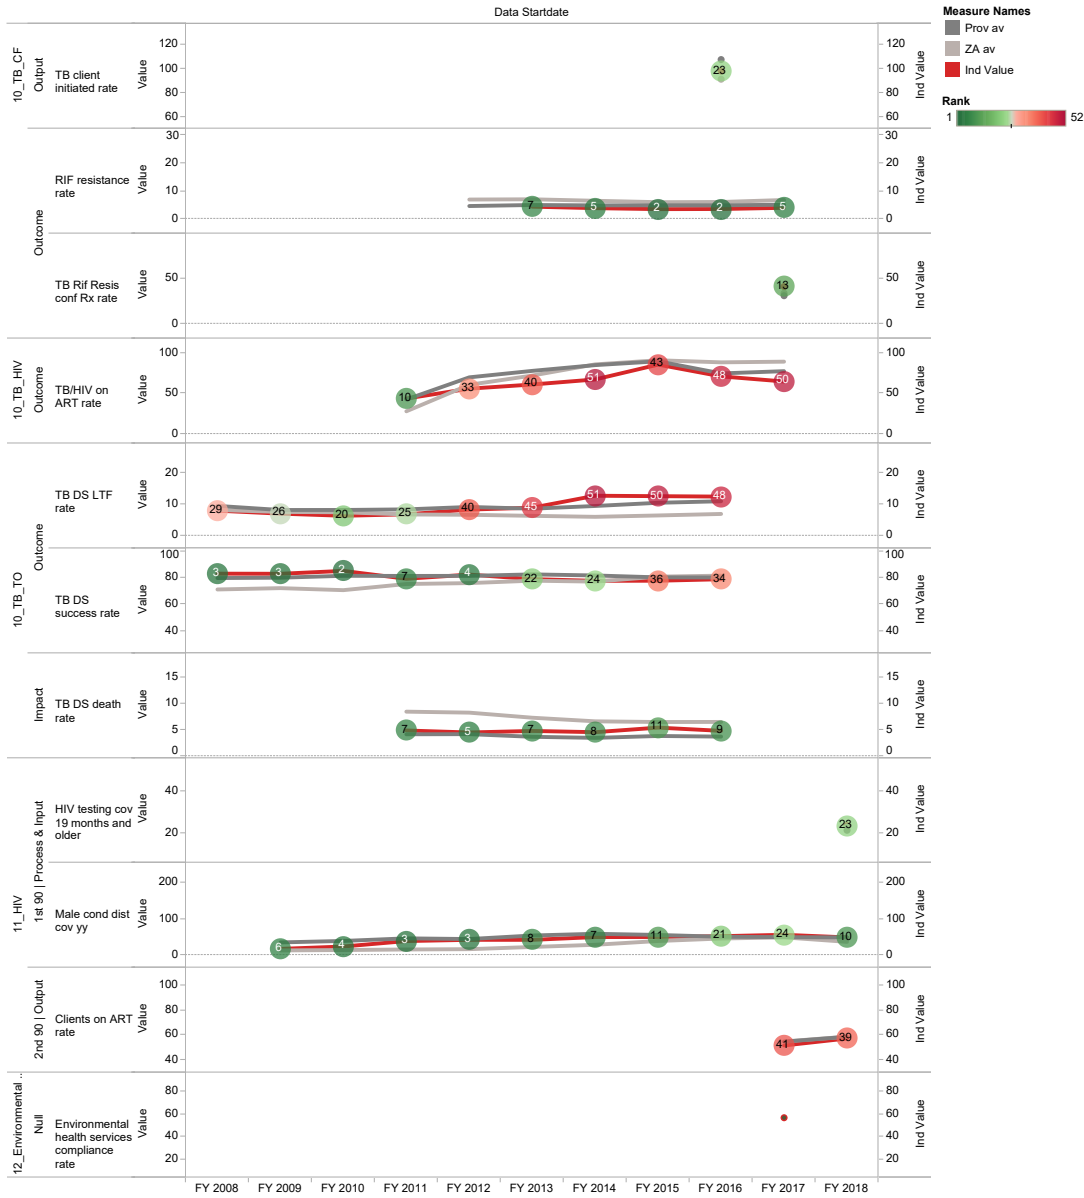 Data Startdate
Measure Names
Prov av
ZA av
Ind Value
Rank
1
52
10_TB_CF
Output
TB client
initiated rate
Value
120
100
80
60
23
120
100
80
60
Ind Value
Outcome
RIF resistance
rate
Value
30
20
10
0
7
5
2
2
5
30
20
10
0
Ind Value
TB Rif Resis
conf Rx rate
Value
50
0
13
50
0
Ind Value
10_TB_HIV
Outcome
TB/HIV on
ART rate
Value
100
50
0
10
33
40
51
43
48
50
100
50
0
Ind Value
10_TB_TO
Outcome
TB DS LTF
rate
Value
20
10
0
29
26
20
25
40
45
51
50
48
20
10
0
Ind Value
TB DS
success rate
Value
100
80
60
40
3
3
2
7
4
22
24
36
34
100
80
60
40
Ind Value
Impact
TB DS death
rate
Value
15
10
5
0
7
5
7
8
11
9
15
10
5
0
Ind Value
11_HIV
1st 90 | Process & Input
HIV testing cov
19 months and
older
Value
40
20
23
40
20
Ind Value
Male cond dist
cov yy
Value
200
100
0
6
4
3
3
8
7
11
21
24
10
200
100
0
Ind Value
2nd 90 | Output
Clients on ART
rate
Value
100
80
60
40
41
39
100
80
60
40
Ind Value
12_Environmental ..
Null
Environmental
health services
compliance
rate
Value
80
60
40
20
80
60
40
20
Ind Value
FY 2008 FY 2009 FY 2010 FY 2011 FY 2012 FY 2013 FY 2014 FY 2015 FY 2016 FY 2017 FY 2018